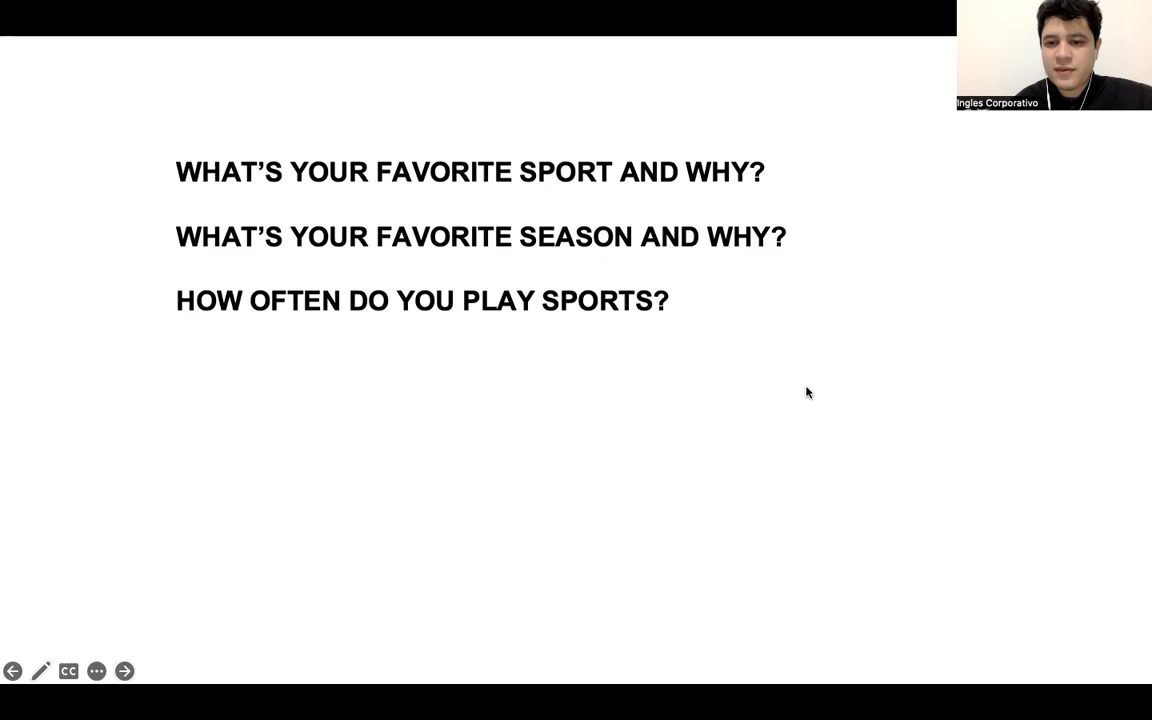 Ingles Corporativo
WHAT'S YOUR FAVORITE SPORT AND WHY?
WHAT'S YOUR FAVORITE SEASON AND WHY?
HOW OFTEN DO YOU PLAY SPORTS?
CC